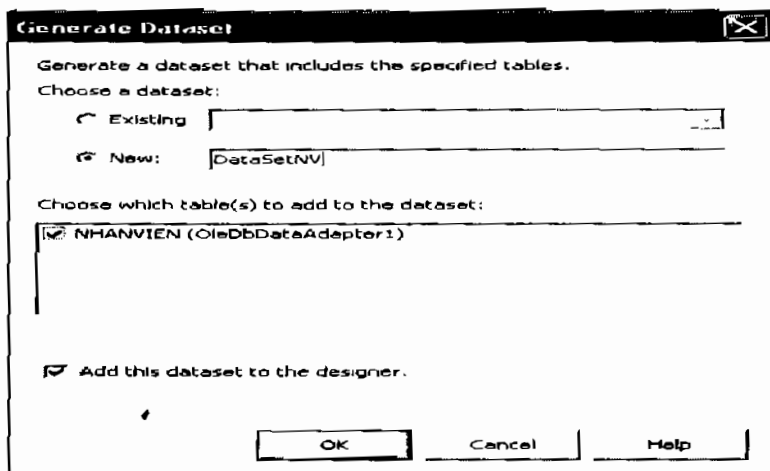 Generate Dataset
Generate a dataset that includes the specified tables.
Choose a dataset:
Existing
New: DataSetNV
Choose which table(s) to add to the dataset:
NHANVIEN (OleDbDataAdapter1)
Add this dataset to the designer.
OK Cancel Help